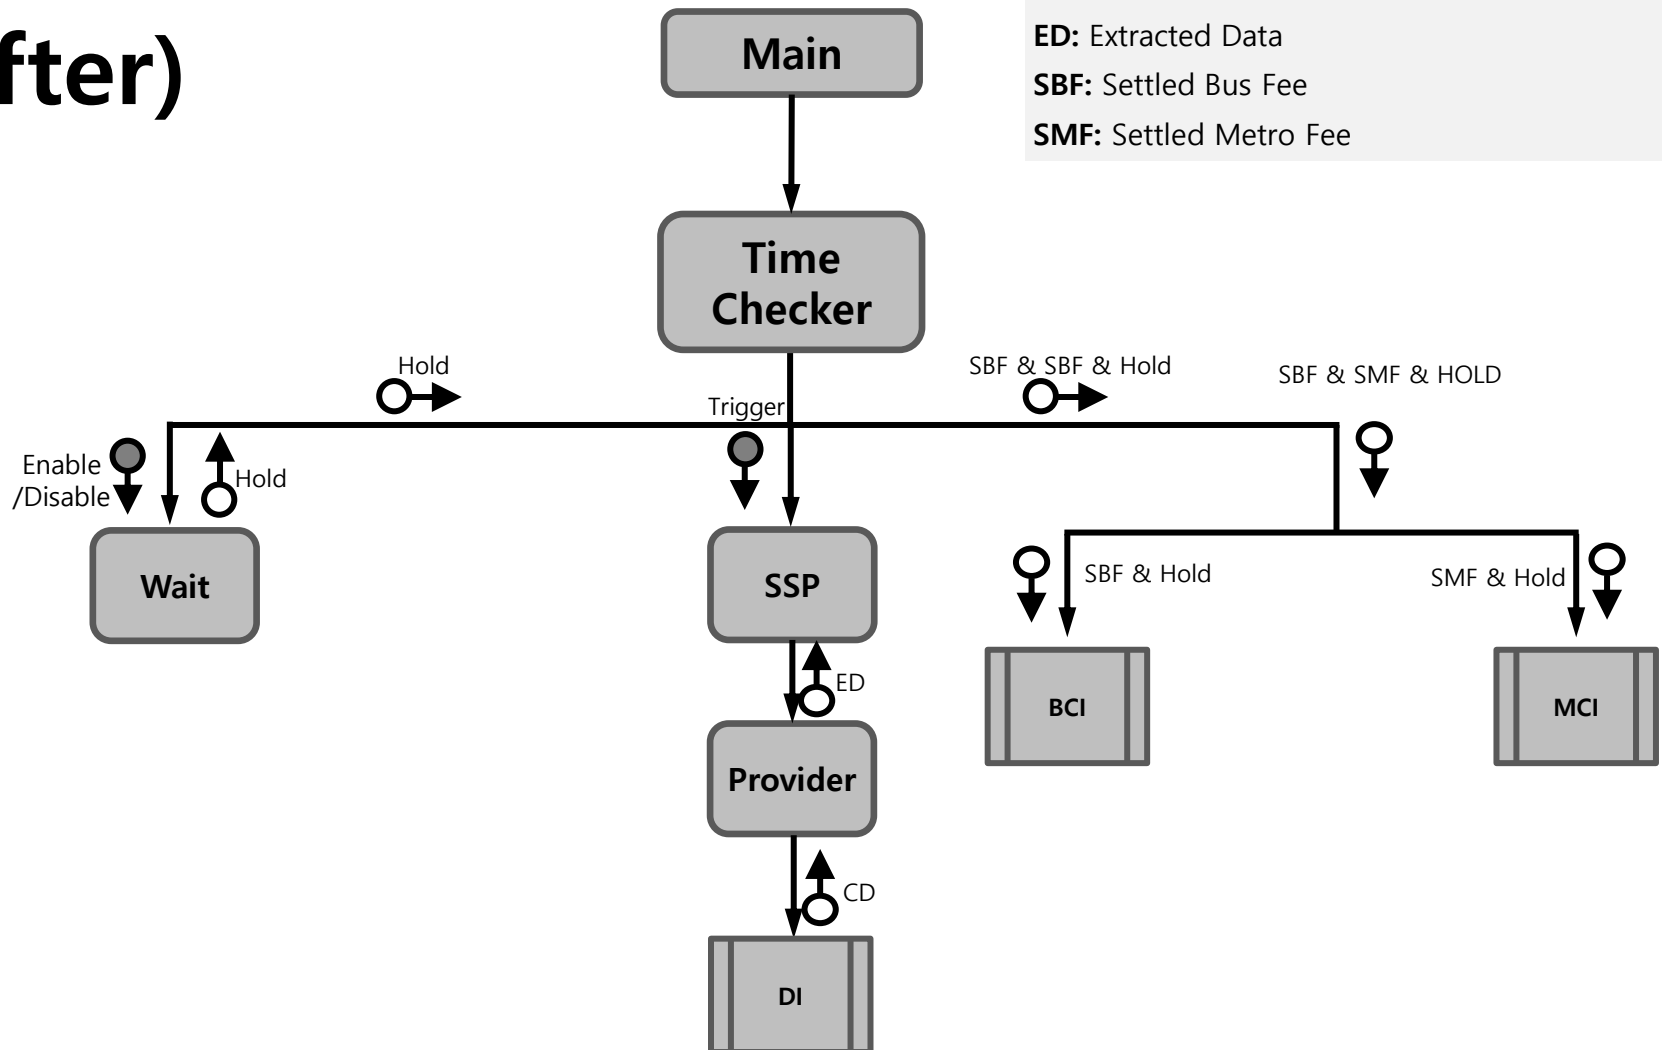 fter)
Main
ED: Extracted Data
SBF: Settled Bus Fee
SMF: Settled Metro Fee
Time
Checker
Hold
SBF & SBF & Hold
SBF & SMF & HOLD
Trigger
Enable
/Disable
Hold
Wait
SSP
SBF & Hold
SMF & Hold
ED
BCI
MCI
Provider
CD
DI